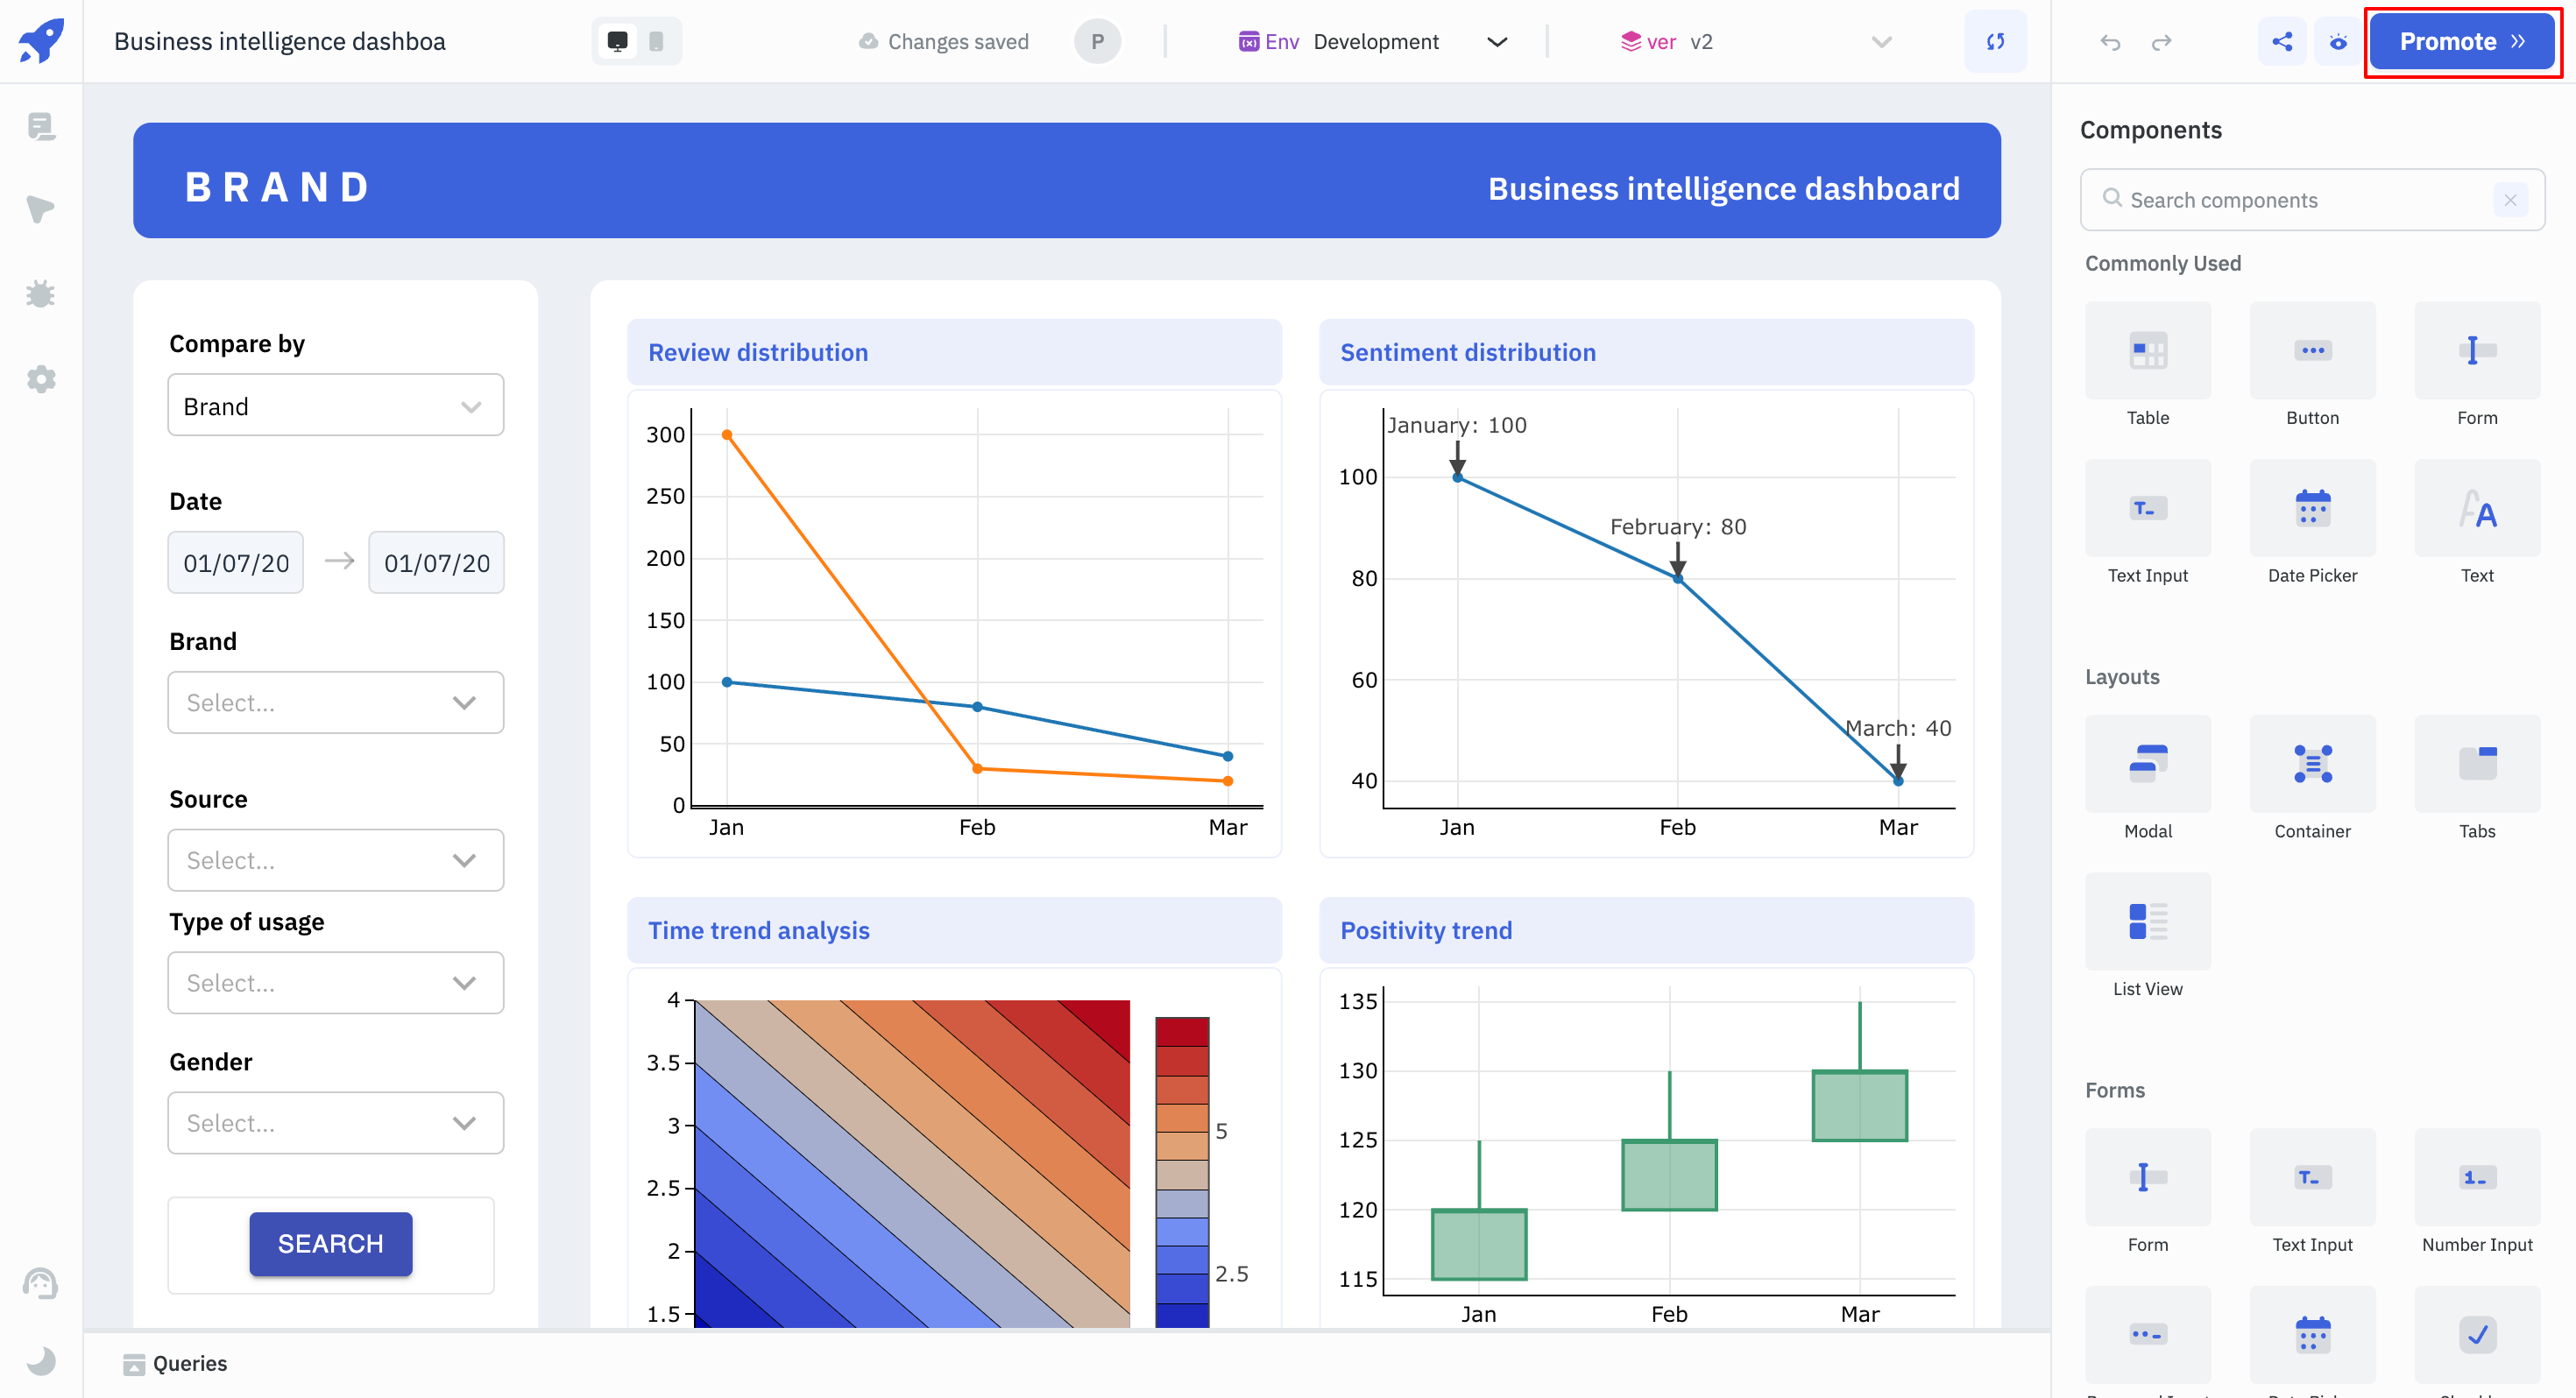 Business intelligence dashboa
Changes saved
P
Env Development
ver v2
Promote
BRAND
Business intelligence dashboard
Compare by
Brand
Date
01/07/20
01/07/20
Brand
Select...
Source
Select...
Type of usage
Select...
Gender
Select...
SEARCH
Review distribution
300
250
200
150
100
50
0
Jan Feb Mar
Sentiment distribution
January: 100
February: 80
March: 40
100
80
60
40
Jan Feb Mar
Time trend analysis
4
3.5
3
2.5
2
1.5
5
2.5
Positivity trend
135
130
125
120
115
Jan Feb Mar
Queries
Components
Search components
Commonly Used
Table Button Form
Text Input Date Picker Text
Layouts
Modal Container Tabs
List View
Forms
Form Text Input Number Input